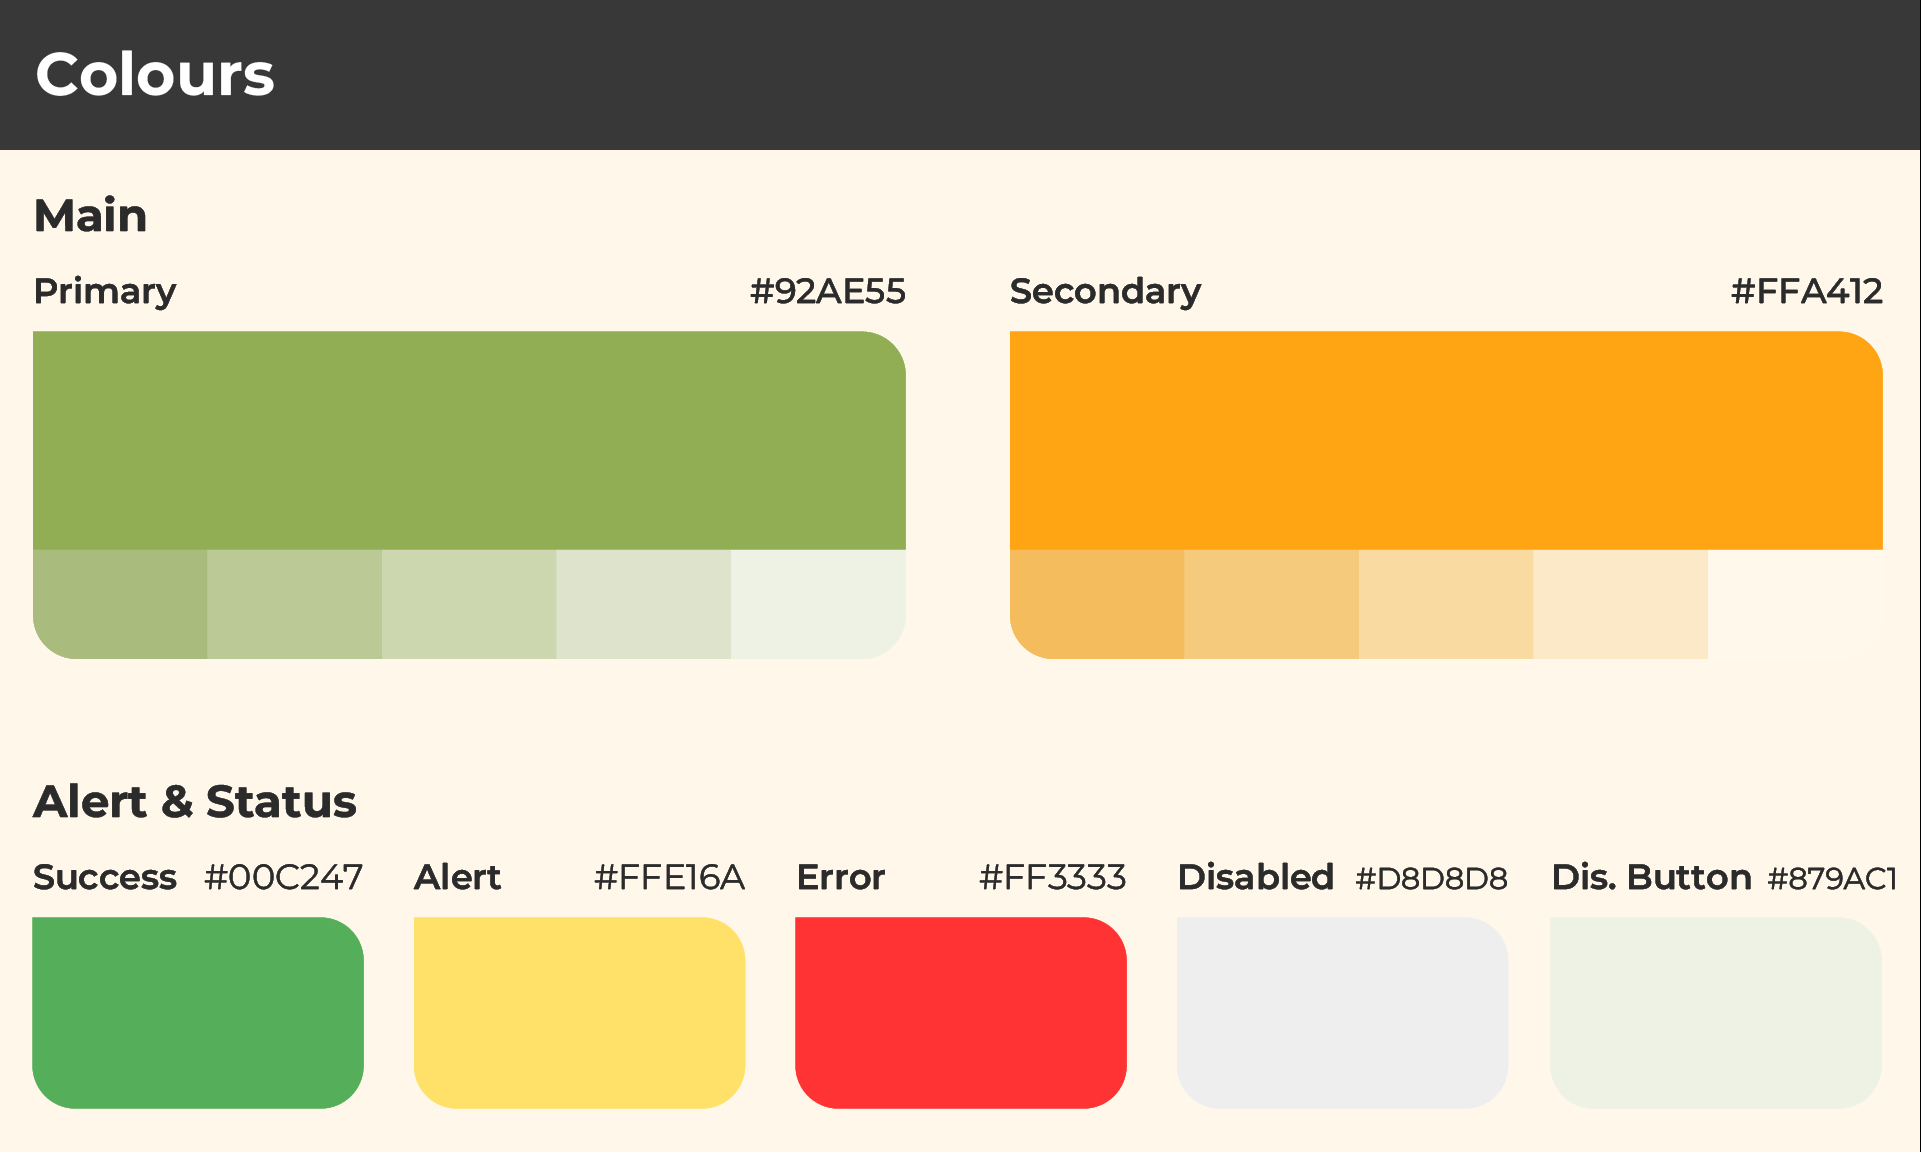 Colours
Main
Primary #92AE55
Secondary #FFA412
Alert & Status
Success #00C247
Alert #FFE16A
Error #FF3333
Disabled #D8D8D8
Dis. Button #879AC1